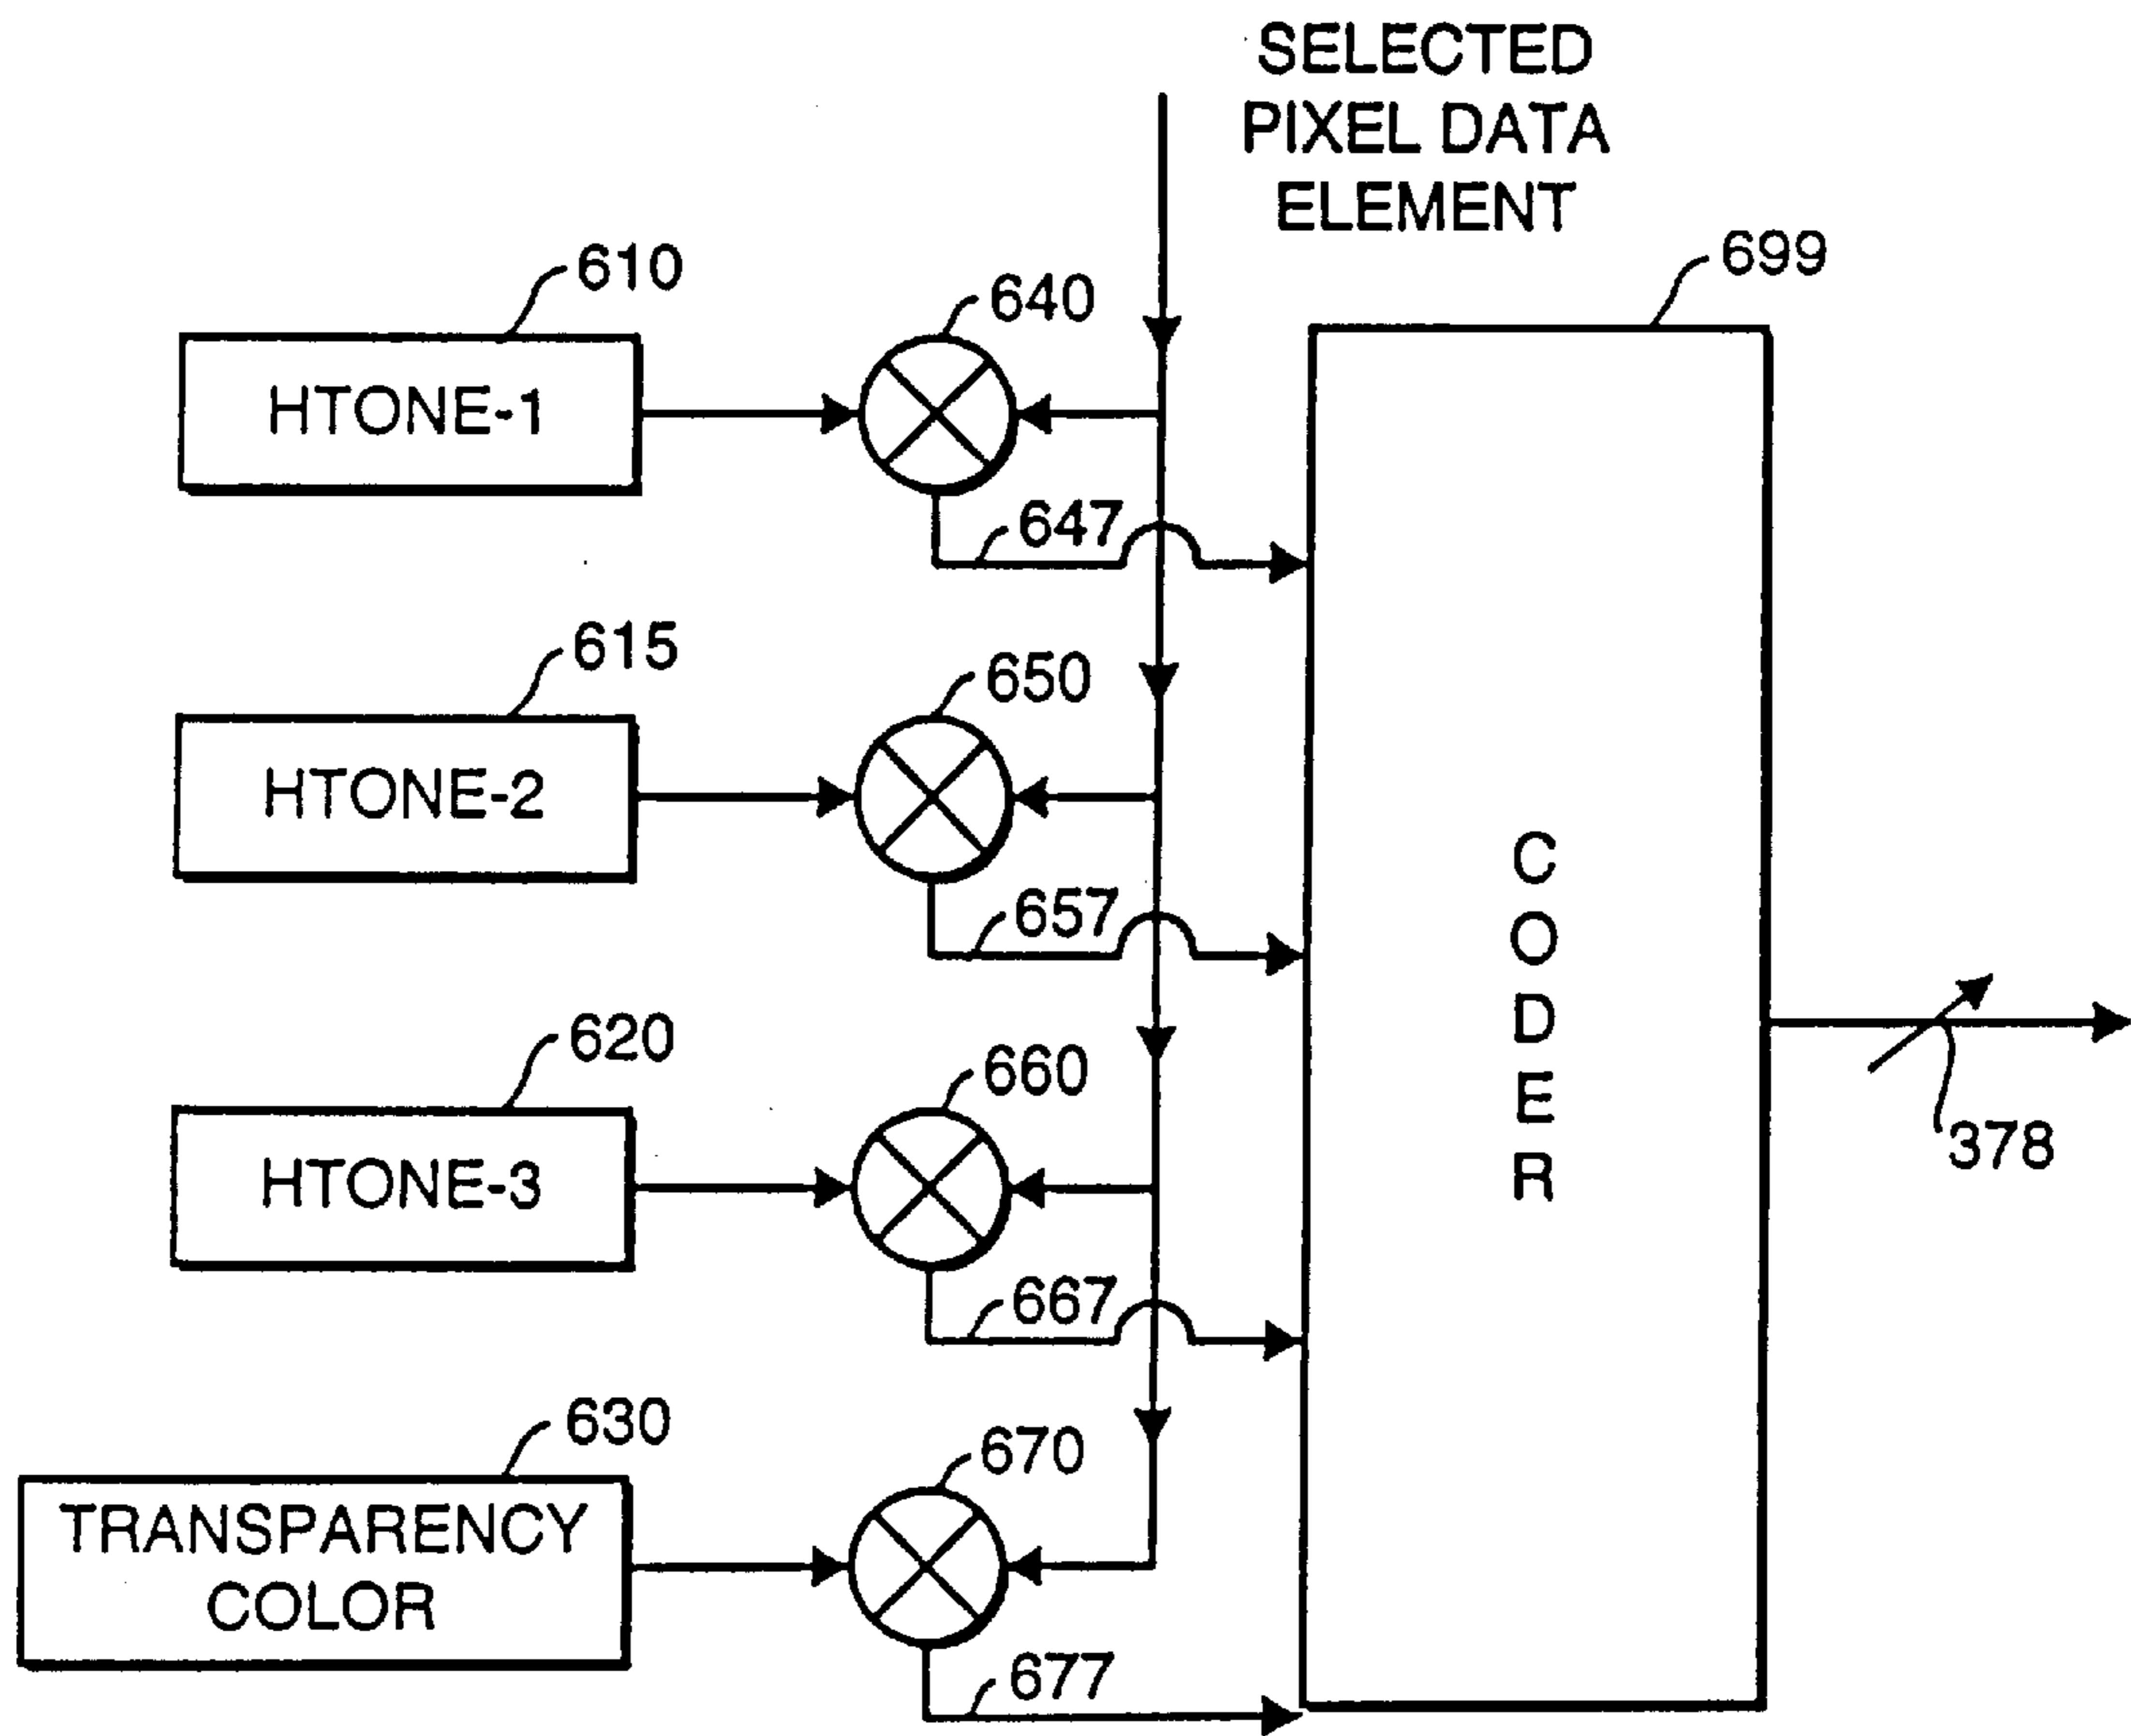 SELECTED
PIXEL DATA
ELEMENT
699
610
640
HTONE-1
647
615
650
HTONE-2
657
620
660
HTONE-3
667
CODER
378
630
670
TRANSPARENCY
COLOR
677